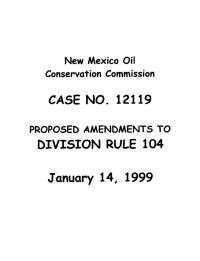 New Mexico Oil
Conservation Commission
CASE NO. 12119
PROPOSED AMENDMENTS TO
DIVISION RULE 104
January 14, 1999